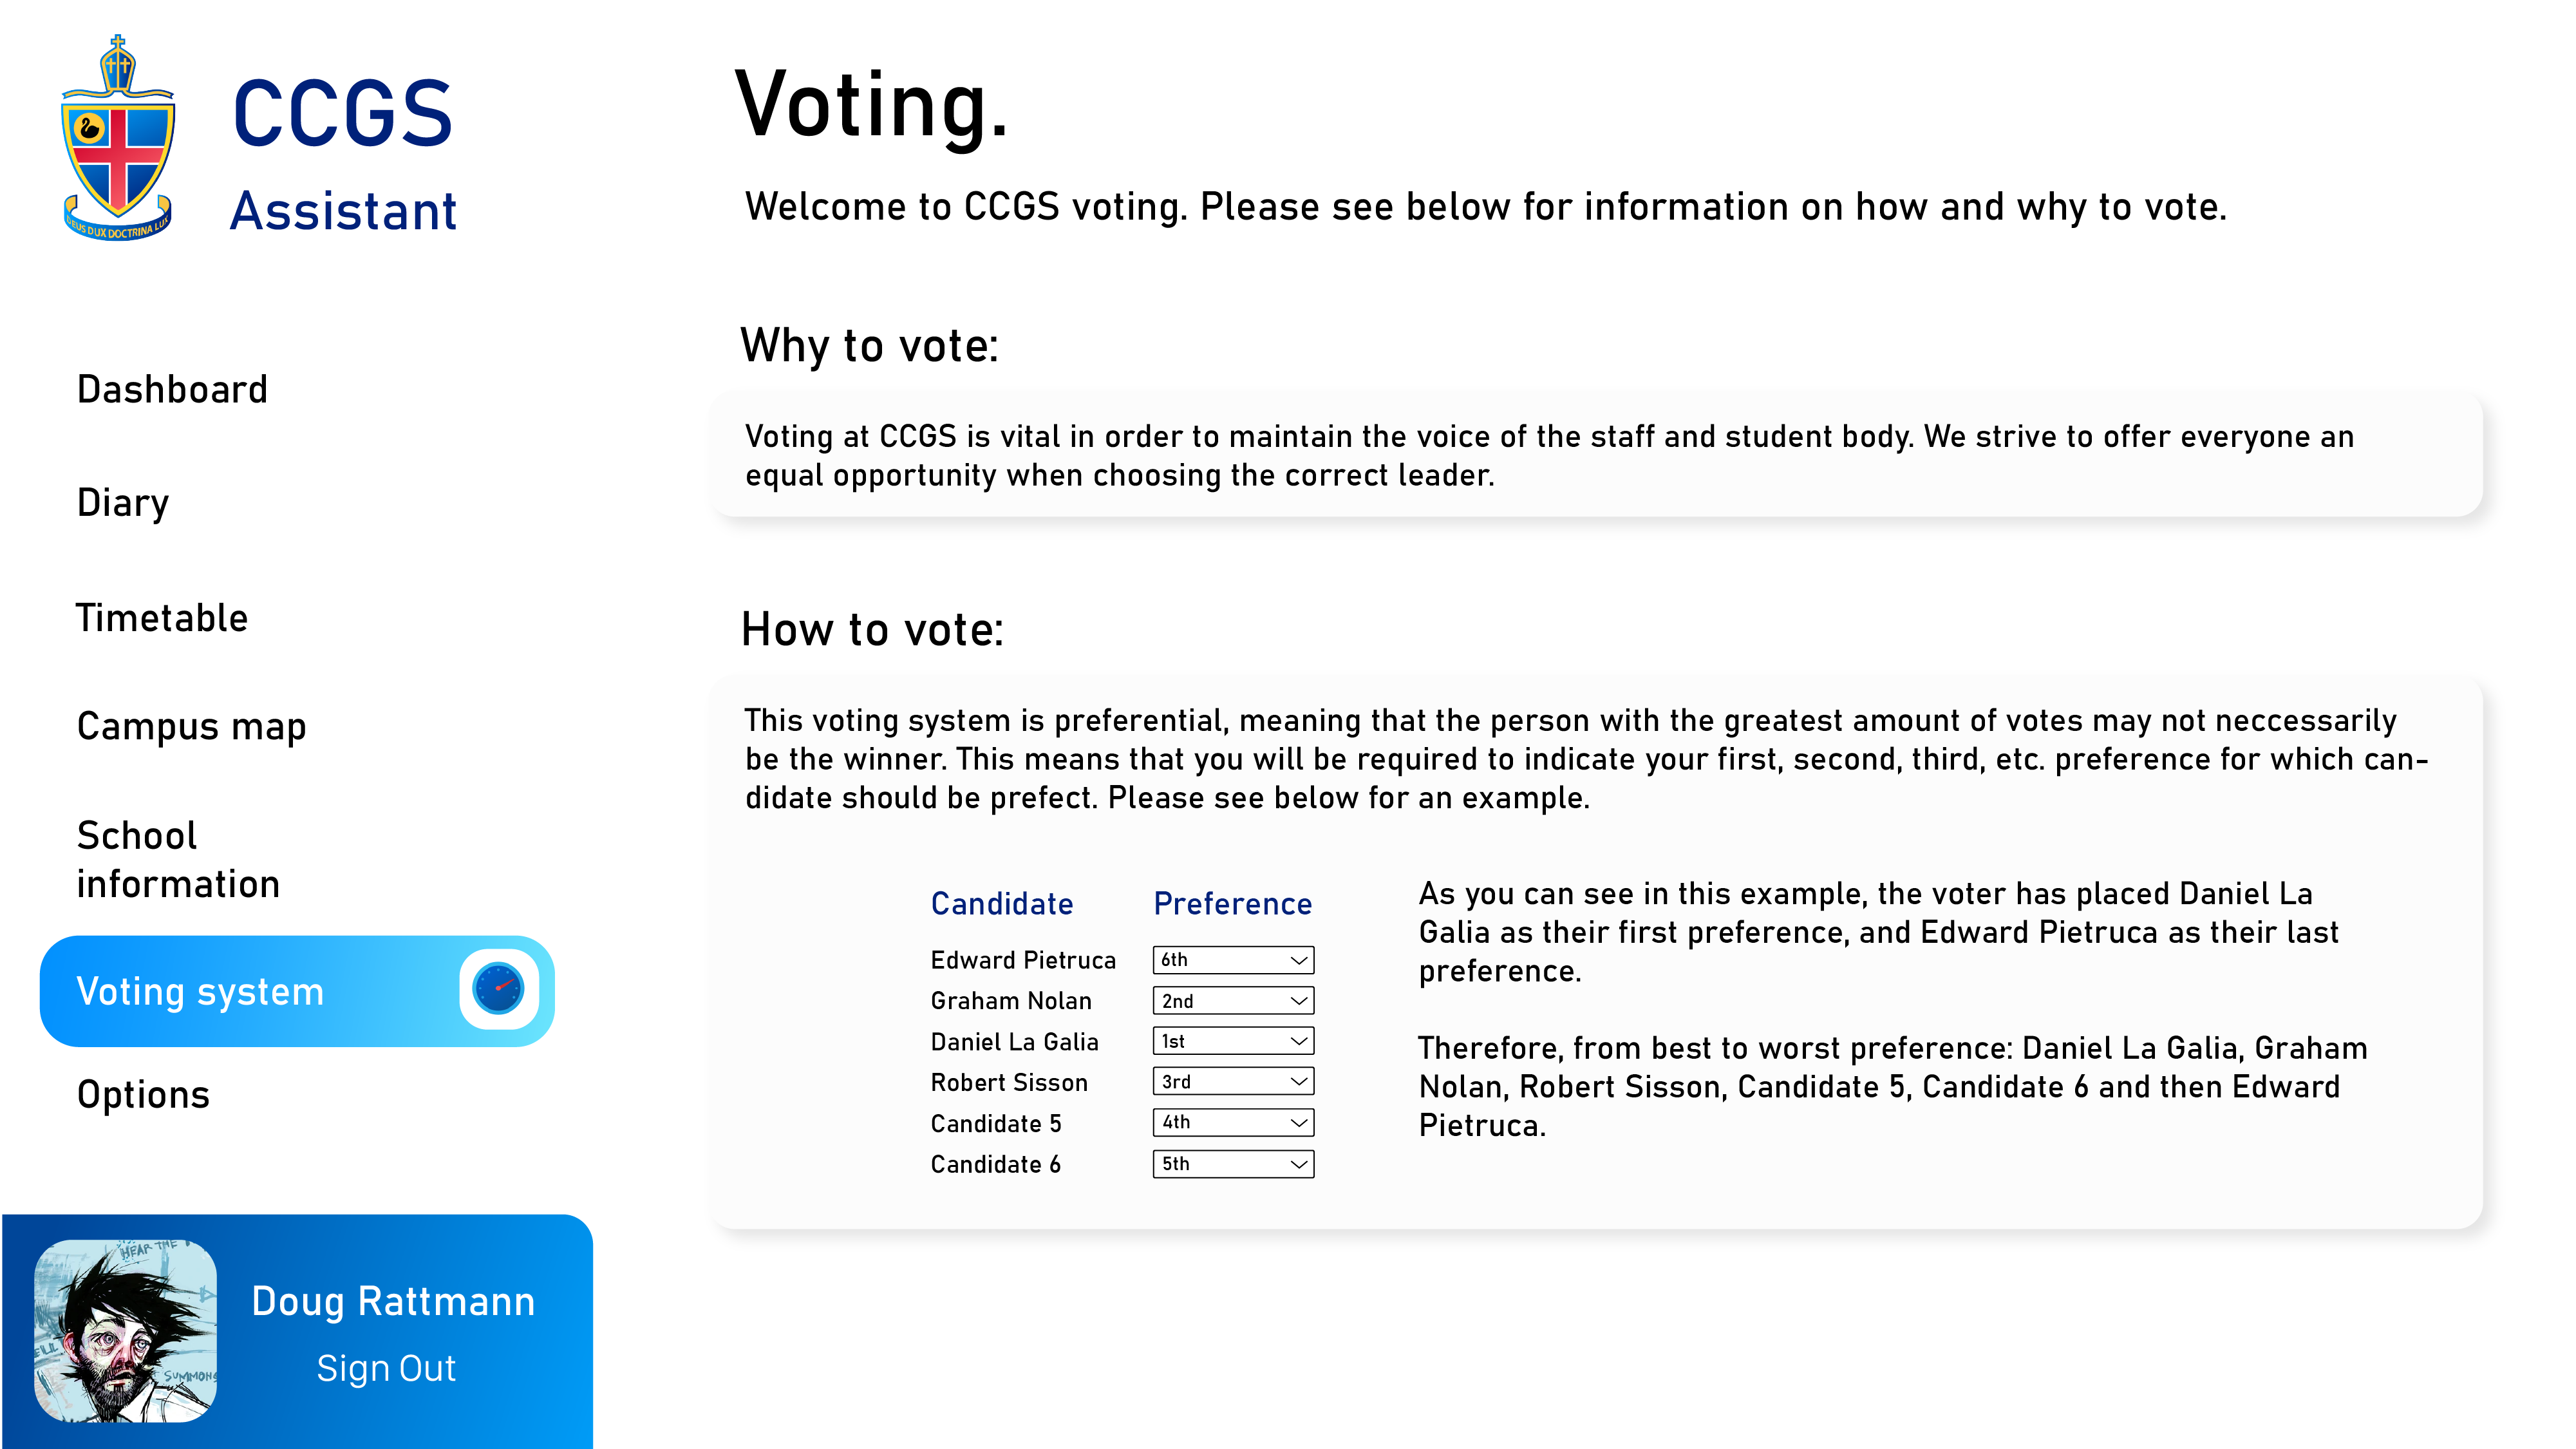 CCGS
Assistant
DEUS DUX DOCTRINA LUX
Dashboard
Diary
Timetable
Campus map
School
information
Voting system
Options
HEAR THE
SUMMONS
Doug Rattmann
Sign Out
Voting.
Welcome to CCGS voting. Please see below for information on how and why to vote.
Why to vote:
Voting at CCGS is vital in order to maintain the voice of the staff and student body. We strive to offer everyone an
equal opportunity when choosing the correct leader.
How to vote:
This voting system is preferential, meaning that the person with the greatest amount of votes may not neccessarily
be the winner. This means that you will be required to indicate your first, second, third, etc. preference for which can-
didate should be prefect. Please see below for an example.
Candidate Preference
Edward Pietruca 6th
Graham Nolan 2nd
Daniel La Galia 1st
Robert Sisson 3rd
Candidate 5 4th
Candidate 6 5th
As you can see in this example, the voter has placed Daniel La
Galia as their first preference, and Edward Pietruca as their last
preference.
Therefore, from best to worst preference: Daniel La Galia, Graham
Nolan, Robert Sisson, Candidate 5, Candidate 6 and then Edward
Pietruca.